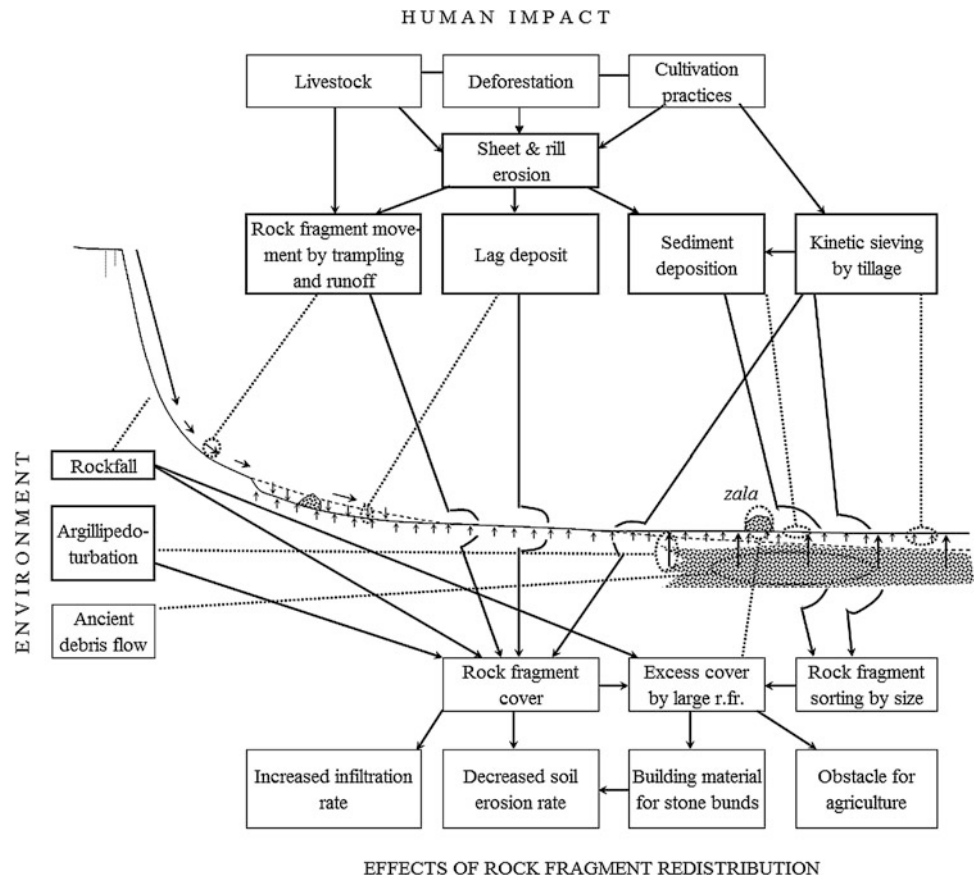 HUMAN IMPACT
Livestock
Deforestation
Cultivation
practices
Sheet & rill
erosion
Rock fragment move-
ment by trampling
and runoff
Lag deposit
Sediment
deposition
Kinetic sieving
by tillage
ENVIRONMENT
Rockfall
Argillipedo-
turbation
Ancient
debris flow
zala
Rock fragment
cover
Excess cover
by large r.fr.
Rock fragment
sorting by size
Increased infiltration
rate
Decreased soil
erosion rate
Building material
for stone bunds
Obstacle for
agriculture
EFFECTS OF ROCK FRAGMENT REDISTRIBUTION